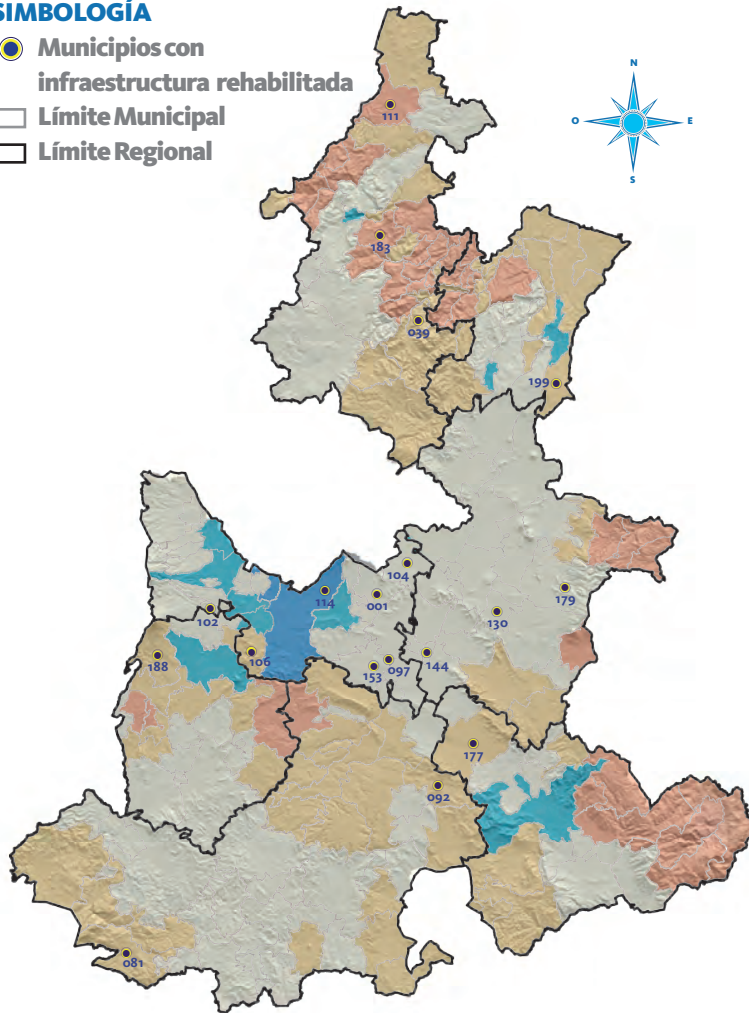 SIMBOLOGÍA
Municipios con
infraestructura rehabilitada
Límite Municipal
Límite Regional
N
O
E
S
111
183
039
199
104
114
001
179
102
130
106
188
144
097
153
177
092
081